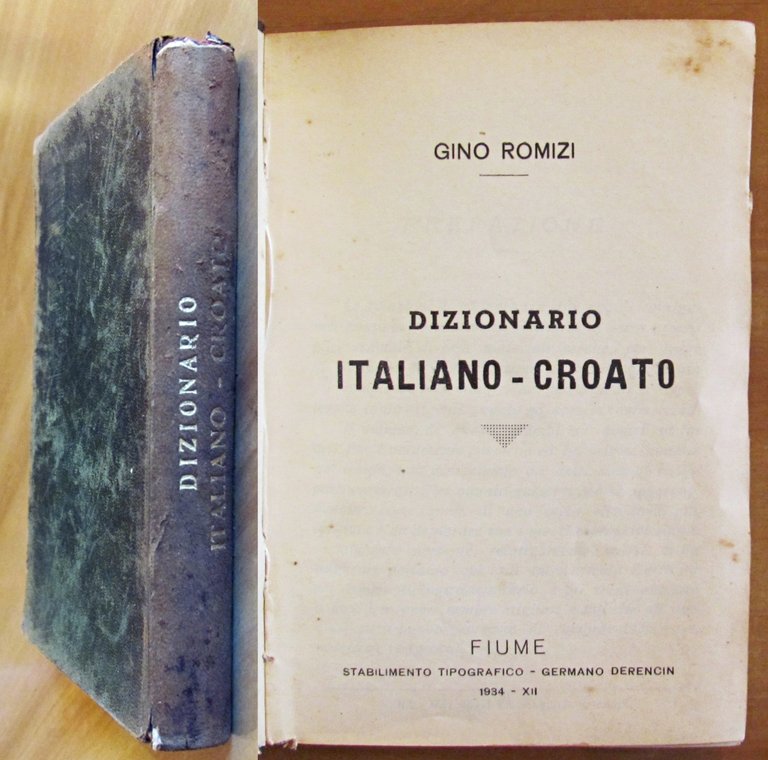 DIZIONARIO
ITALIANO - CROATO
GINO ROMIZI
DIZIONARIO
ITALIANO - CROATO
FIUME
STABILIMENTO TIPOGRAFICO - GERMANO DERENCIN
1934 - XII